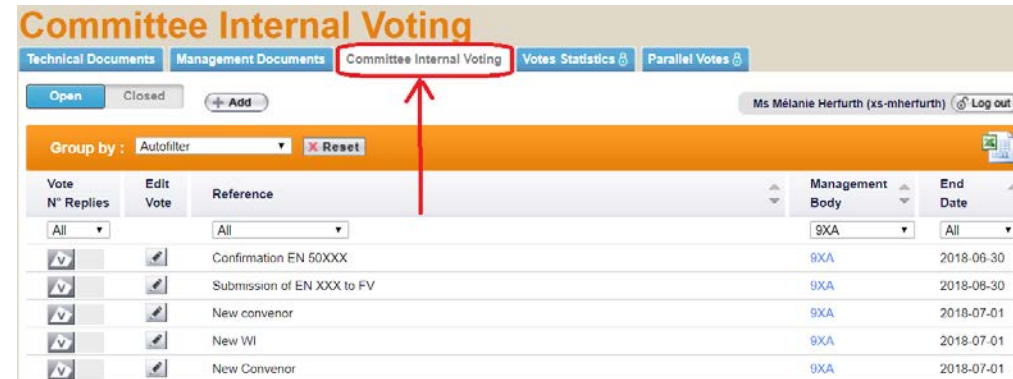 Committee Internal Voting
Technical Documents Management Documents Committee Internal Voting Votes Statistics Parallel Votes
Open Closed + Add
Ms Mélanie Herfurth (xs-mherfurth) Log out
Group by : Autofilter X Reset
Vote N° Replies Edit Vote Reference Management Body End Date
All All 9XA All
V Confirmation EN 50XXX 9XA 2018-06-30
V Submission of EN XXX to FV 9XA 2018-06-30
V New convenor 9XA 2018-07-01
V New WI 9XA 2018-07-01
V New Convenor 9XA 2018-07-01